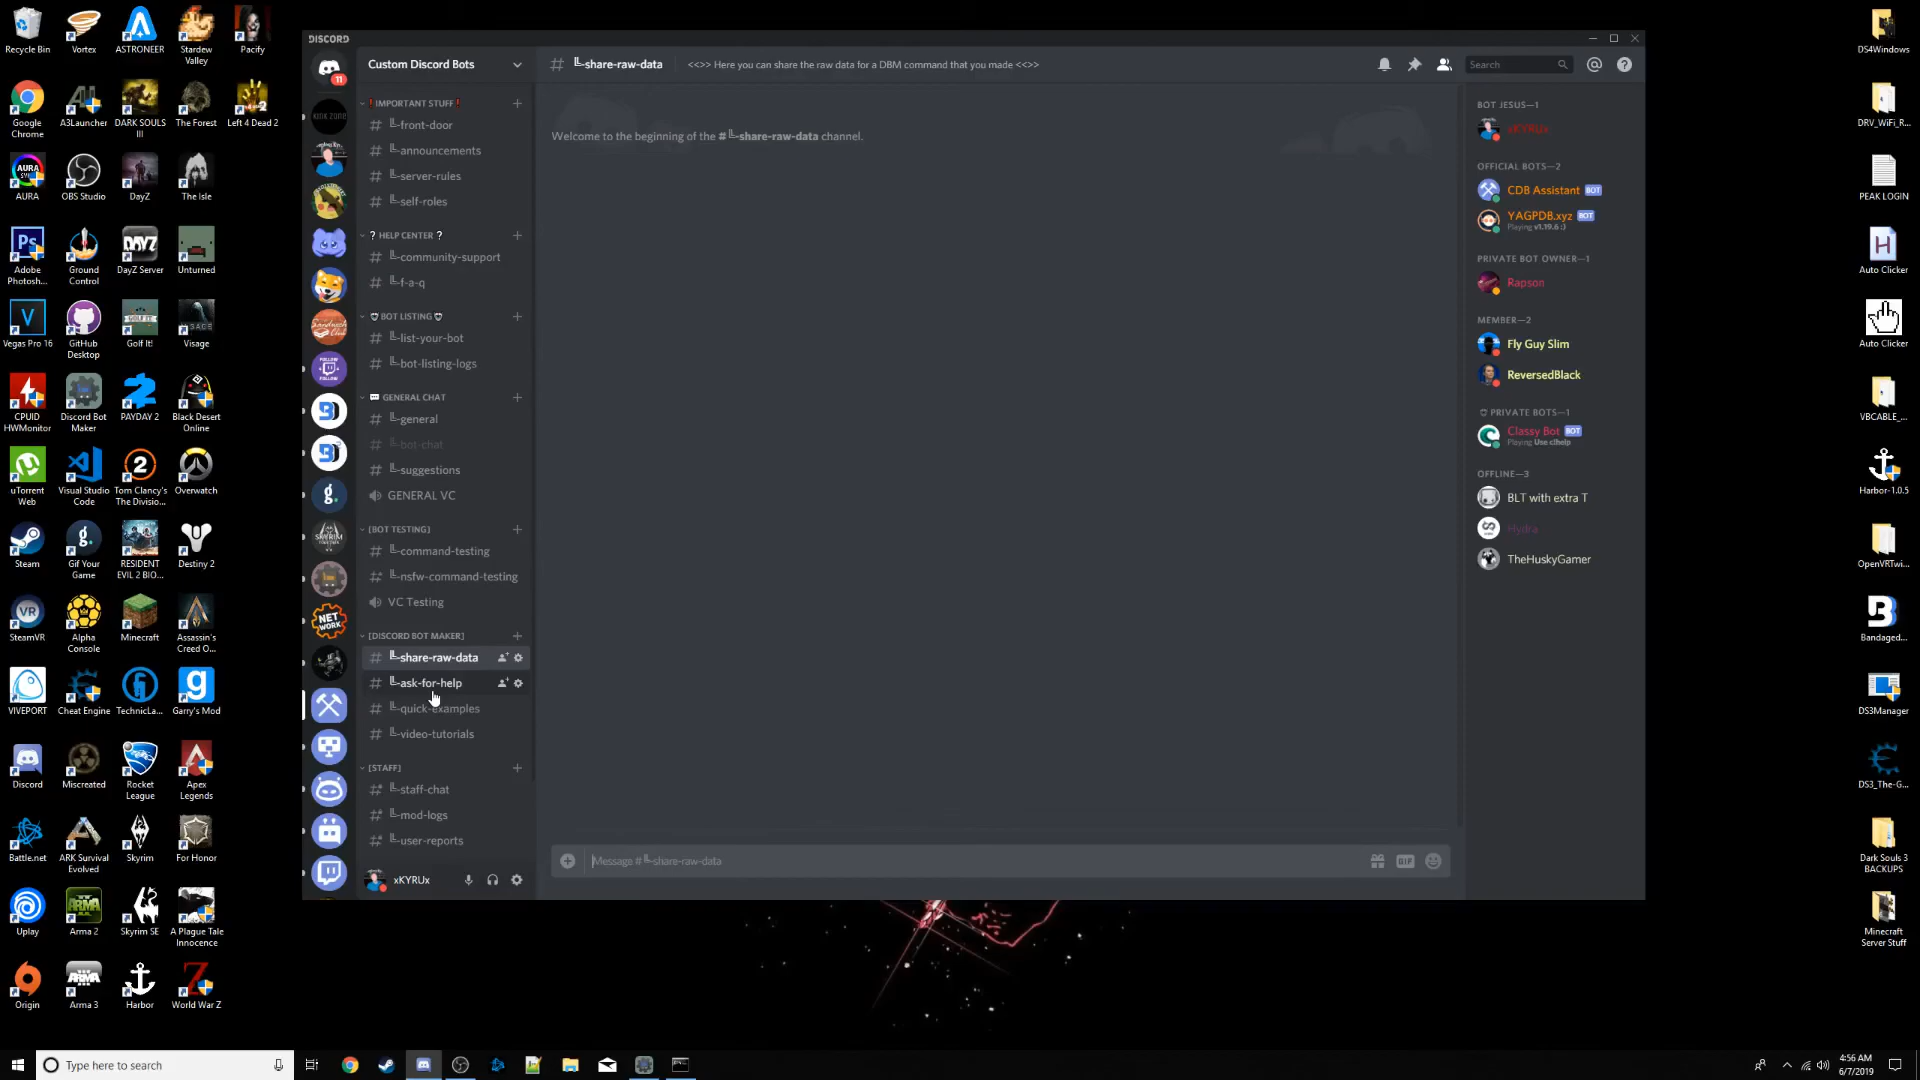 Recycle Bin
Vortex
ASTRONEER
Stardew Valley
Pacify
Google Chrome
A3Launcher
DARK SOULS III
The Forest
Left 4 Dead 2
AURA
OBS Studio
DayZ
The Isle
Adobe Photosh...
Ground Control
DayZ Server
Unturned
Vegas Pro 16
GitHub Desktop
Golf It!
Visage
CPUID HWMonitor
Discord Bot Maker
PAYDAY 2
Black Desert Online
uTorrent Web
Visual Studio Code
Tom Clancy's The Divisio...
Overwatch
Steam
Gif Your Game
RESIDENT EVIL 2 BIO...
Destiny 2
SteamVR
Alpha Console
Minecraft
Assassin's Creed O...
VIVEPORT
Cheat Engine
TechnicLa...
Garry's Mod
Discord
Miscreated
Rocket League
Apex Legends
Battle.net
ARK Survival Evolved
Skyrim
For Honor
Uplay
Arma 2
Skyrim SE
A Plague Tale Innocence
Origin
Arma 3
Harbor
World War Z
DISCORD
11
Custom Discord Bots
IMPORTANT STUFF
front-door
announcements
server-rules
self-roles
? HELP CENTER ?
community-support
f-a-q
BOT LISTING
list-your-bot
bot-listing-logs
GENERAL CHAT
general
bot-chat
suggestions
GENERAL VC
[BOT TESTING]
command-testing
nsfw-command-testing
VC Testing
[DISCORD BOT MAKER]
share-raw-data
ask-for-help
quick-examples
video-tutorials
[STAFF]
staff-chat
mod-logs
user-reports
xKYRUx
# ╚-share-raw-data
<<>> Here you can share the raw data for a DBM command that you made <<>>
Search
Welcome to the beginning of the #╚-share-raw-data channel.
Message #╚-share-raw-data
GIF
BOT JESUS—1
xKYRUx
OFFICIAL BOTS—2
CDB Assistant BOT
YAGPDB.xyz BOT
Playing v1.19.6 :)
PRIVATE BOT OWNER—1
Rapson
MEMBER—2
Fly Guy Slim
ReversedBlack
PRIVATE BOTS—1
Classy Bot BOT
Playing Use c!help
OFFLINE—3
BLT with extra T
Hydra
TheHuskyGamer
DS4Windows
DRV_WiFi_R...
PEAK LOGIN
Auto Clicker
Auto Clicker
VBCABLE_...
Harbor-1.0.5
OpenVRTwi...
Bandaged...
DS3Manager
DS3_The-G...
Dark Souls 3 BACKUPS
Minecraft Server Stuff
Type here to search
4:56 AM
6/7/2019